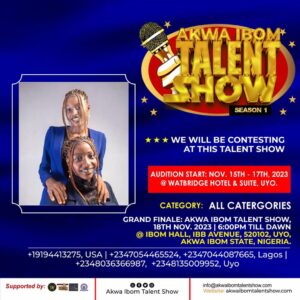 AKWA IBOM
TALENT
SHOW
SEASON 1
WE WILL BE CONTESTING
AT THIS TALENT SHOW
AUDITION START: NOV. 15TH - 17TH, 2023
@ WATBRIDGE HOTEL & SUITE, UYO.
CATEGORY: ALL CATERGORIES
GRAND FINALE: AKWA IBOM TALENT SHOW,
18TH NOV. 2023 | 6:00PM TILL DAWN
@ IBOM HALL, IBB AVENUE, 520102, UYO,
AKWA IBOM STATE, NIGERIA.
+19194413275, USA | +2347054465524, +2347044087665, Lagos |
+2348036366987, +2348135009952, Uyo
Supported by:
Akwa Ibom Talent Show
Email: info@akwaibomtalentshow.com
Website: akwaibomtalentshow.com